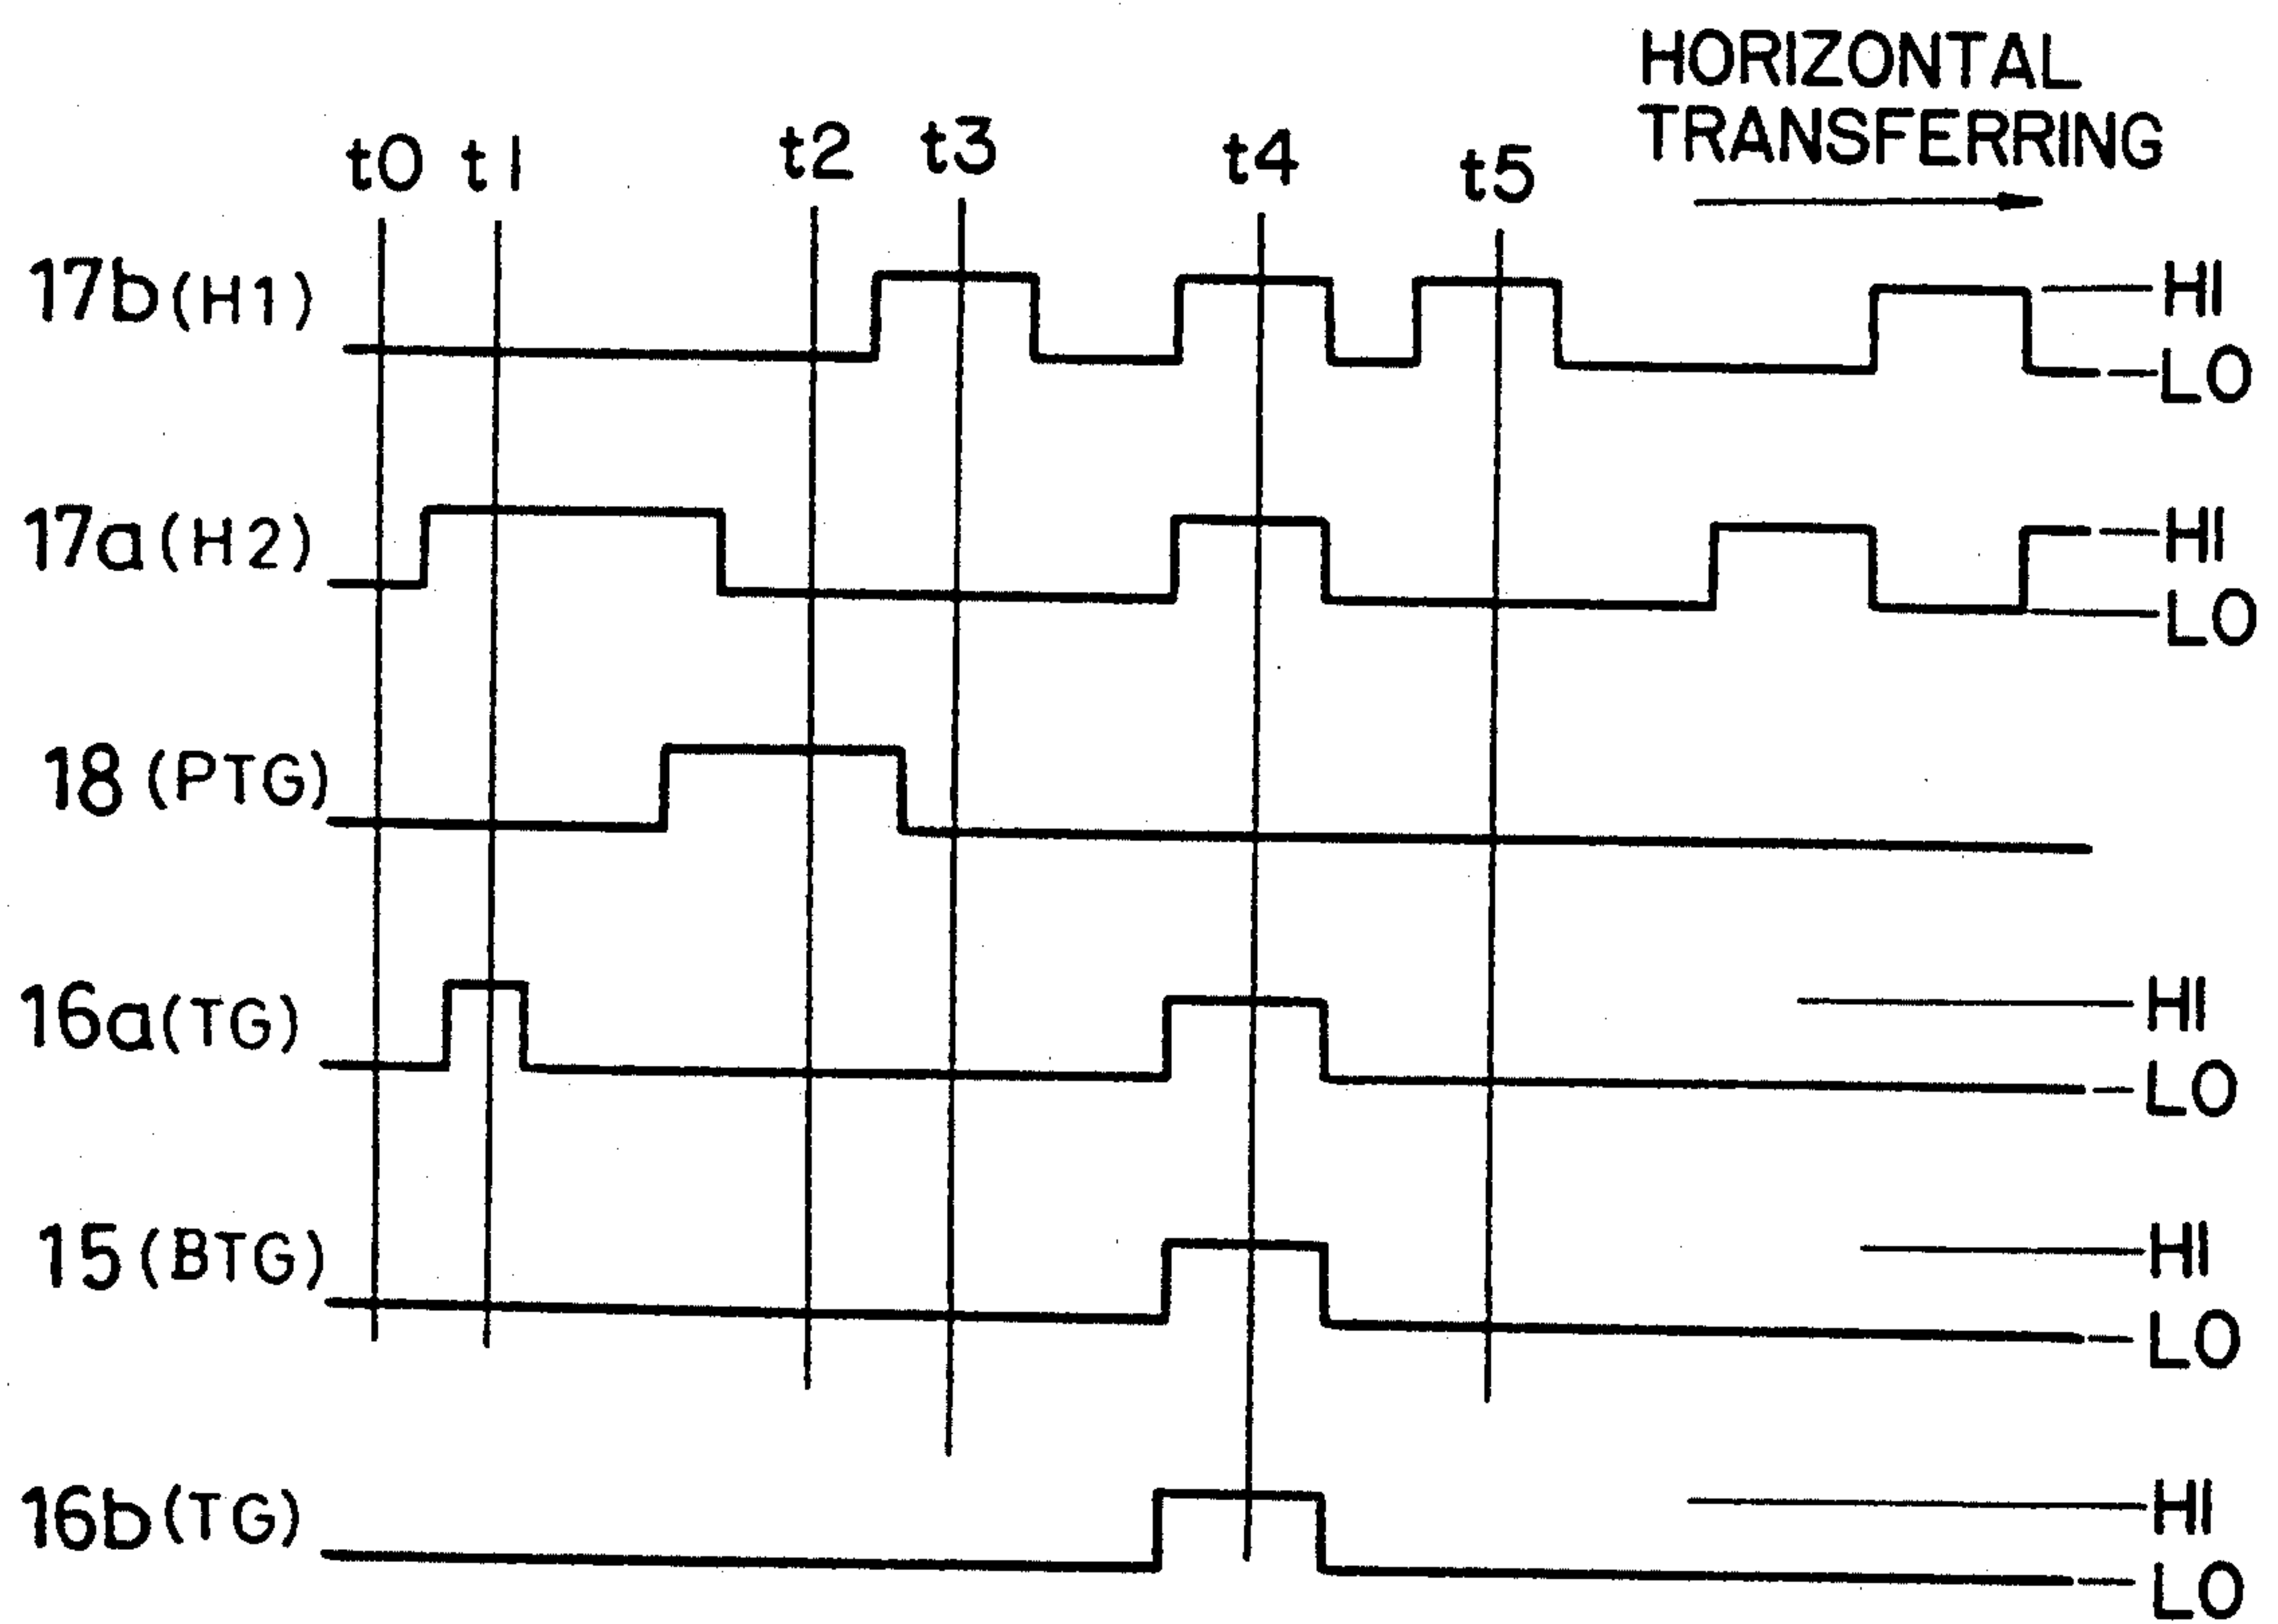 HORIZONTAL
TRANSFERRING
t0 t1 t2 t3 t4 t5
17b(H1) HI
LO
17a(H2) HI
LO
18(PTG)
16a(TG) HI
LO
15(BTG) HI
LO
16b(TG) HI
LO